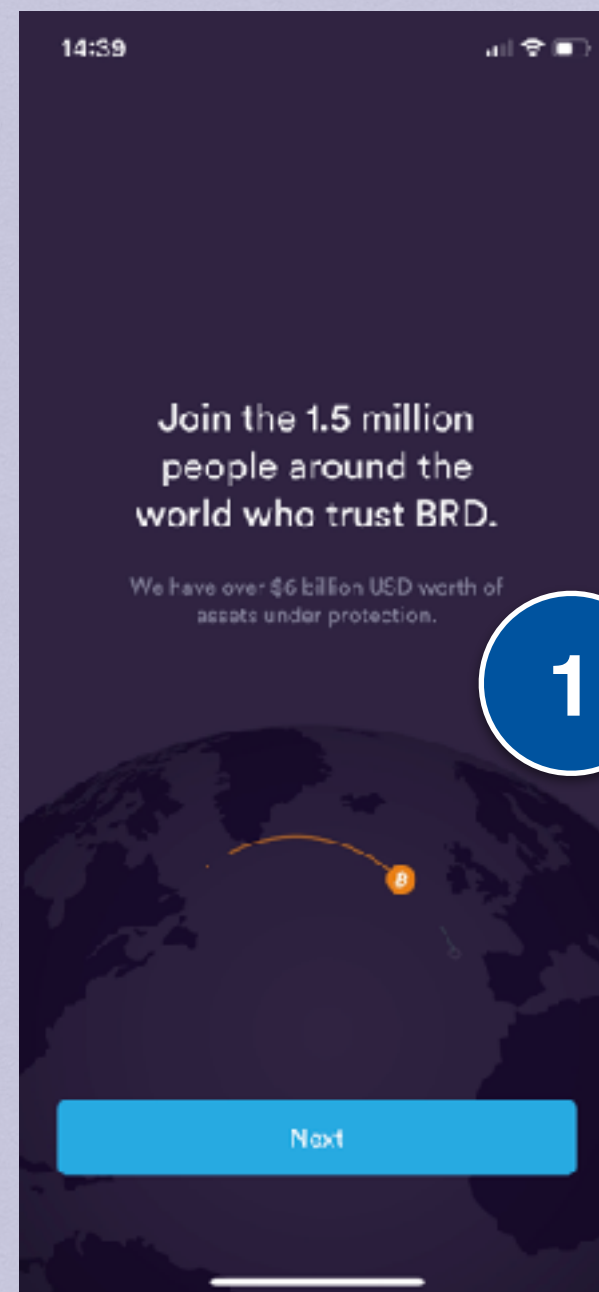 14:39
Join the 1.5 million
people around the
world who trust BRD.
We have over $6 billion USD worth of
assets under protection.
1
Next